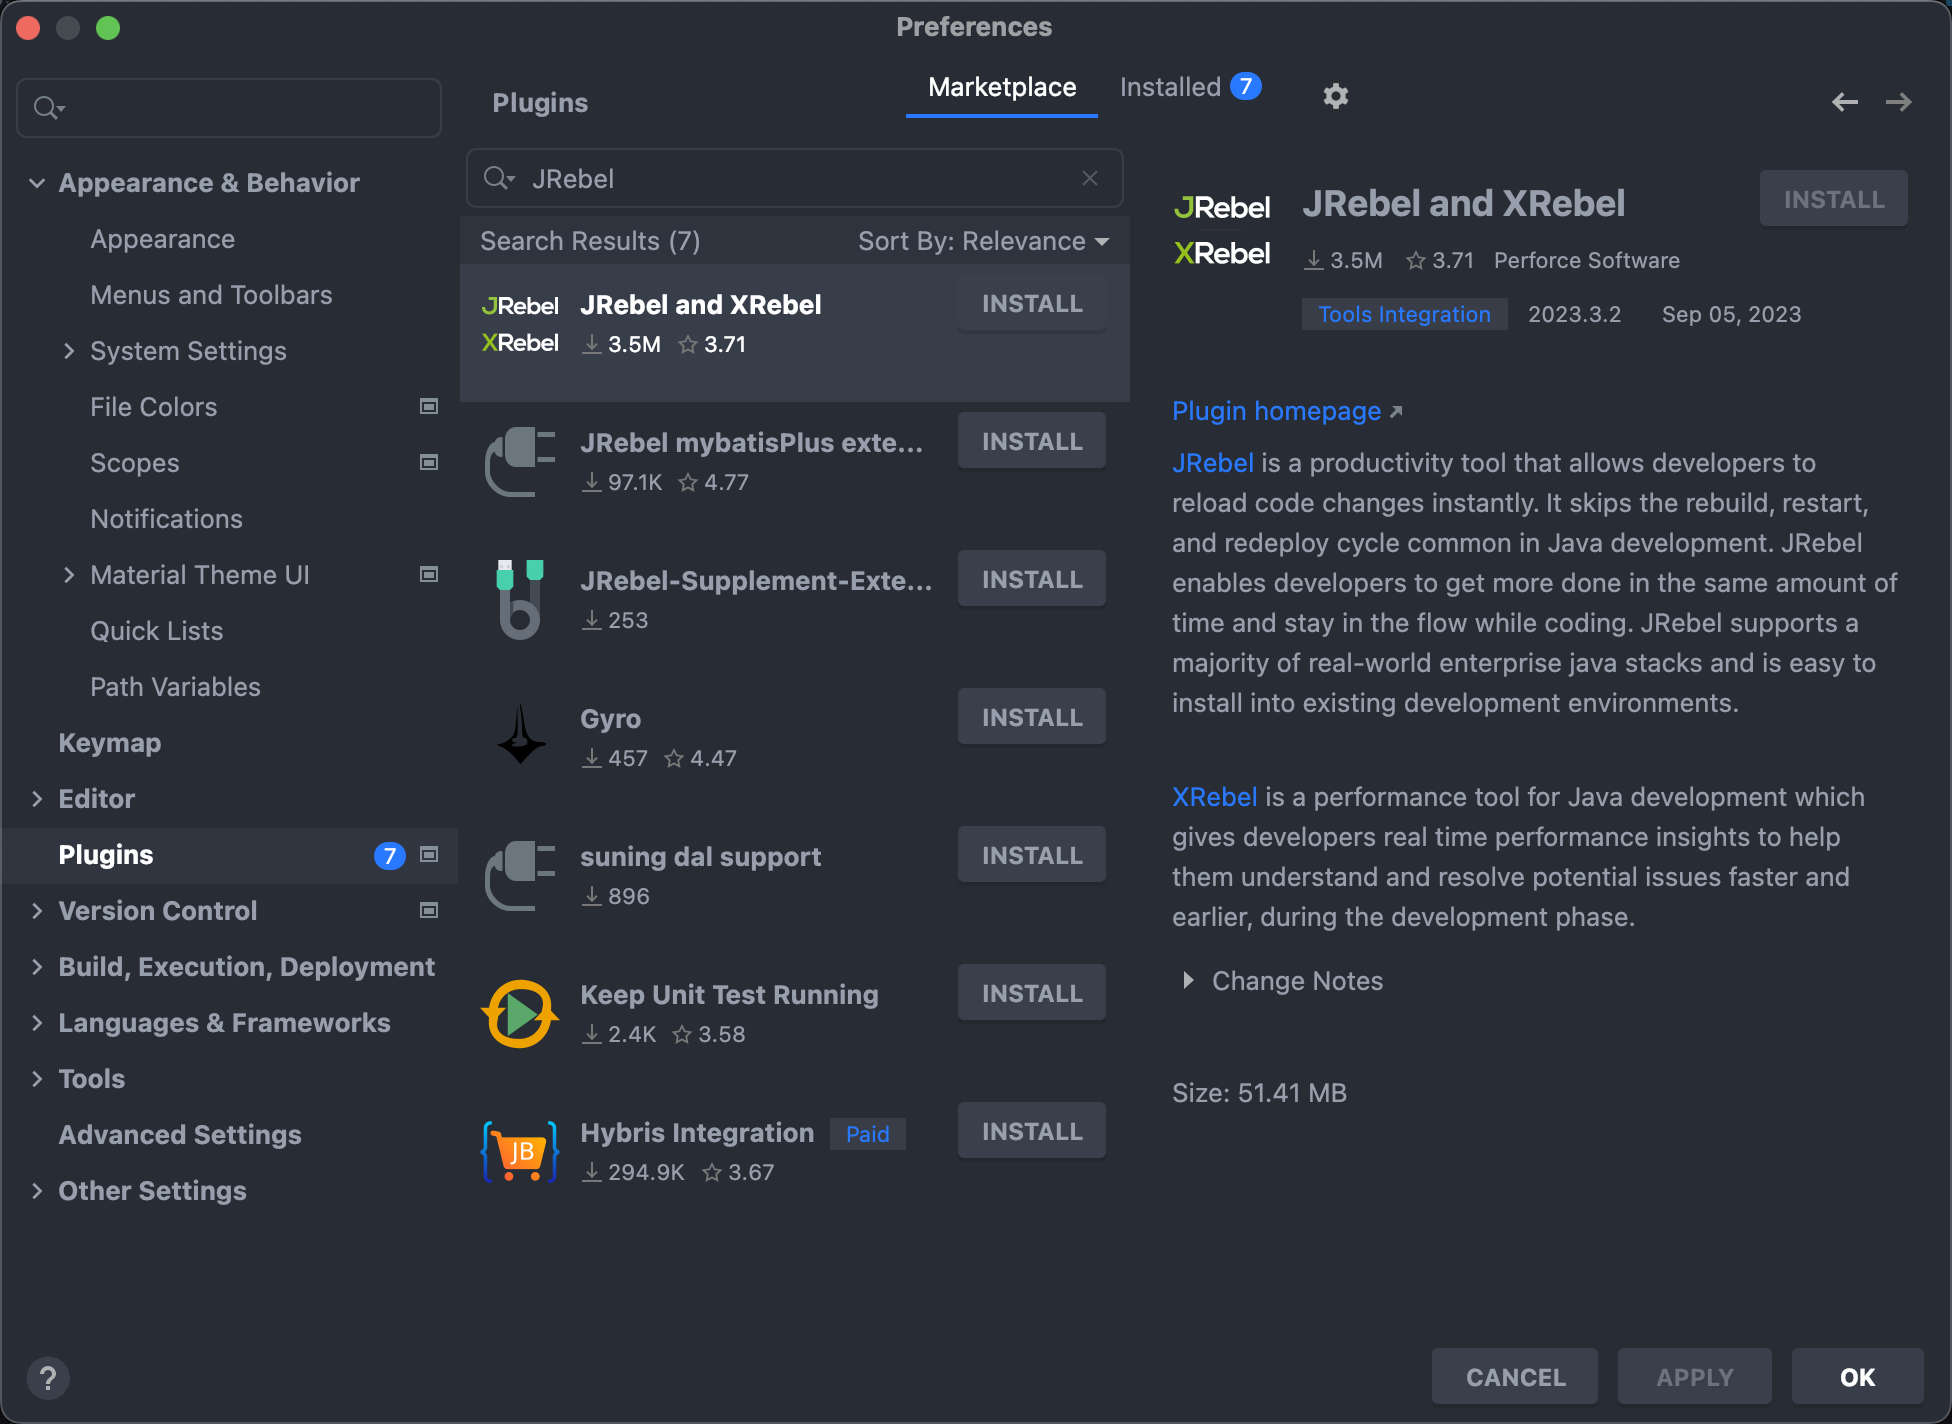 Preferences
Appearance & Behavior
Appearance
Menus and Toolbars
System Settings
File Colors
Scopes
Notifications
Material Theme UI
Quick Lists
Path Variables
Keymap
Editor
Plugins 7
Version Control
Build, Execution, Deployment
Languages & Frameworks
Tools
Advanced Settings
Other Settings
?
Plugins
Marketplace
Installed 7
JRebel
Search Results (7)
Sort By: Relevance
JRebel
XRebel
JRebel and XRebel
3.5M 3.71
INSTALL
JRebel mybatisPlus exte...
97.1K 4.77
INSTALL
JRebel-Supplement-Exte...
253
INSTALL
Gyro
457 4.47
INSTALL
suning dal support
896
INSTALL
Keep Unit Test Running
2.4K 3.58
INSTALL
JB
Hybris Integration Paid
294.9K 3.67
INSTALL
JRebel
XRebel
JRebel and XRebel
INSTALL
3.5M 3.71 Perforce Software
Tools Integration 2023.3.2 Sep 05, 2023
Plugin homepage
JRebel is a productivity tool that allows developers to
reload code changes instantly. It skips the rebuild, restart,
and redeploy cycle common in Java development. JRebel
enables developers to get more done in the same amount of
time and stay in the flow while coding. JRebel supports a
majority of real-world enterprise java stacks and is easy to
install into existing development environments.
XRebel is a performance tool for Java development which
gives developers real time performance insights to help
them understand and resolve potential issues faster and
earlier, during the development phase.
Change Notes
Size: 51.41 MB
CANCEL
APPLY
OK